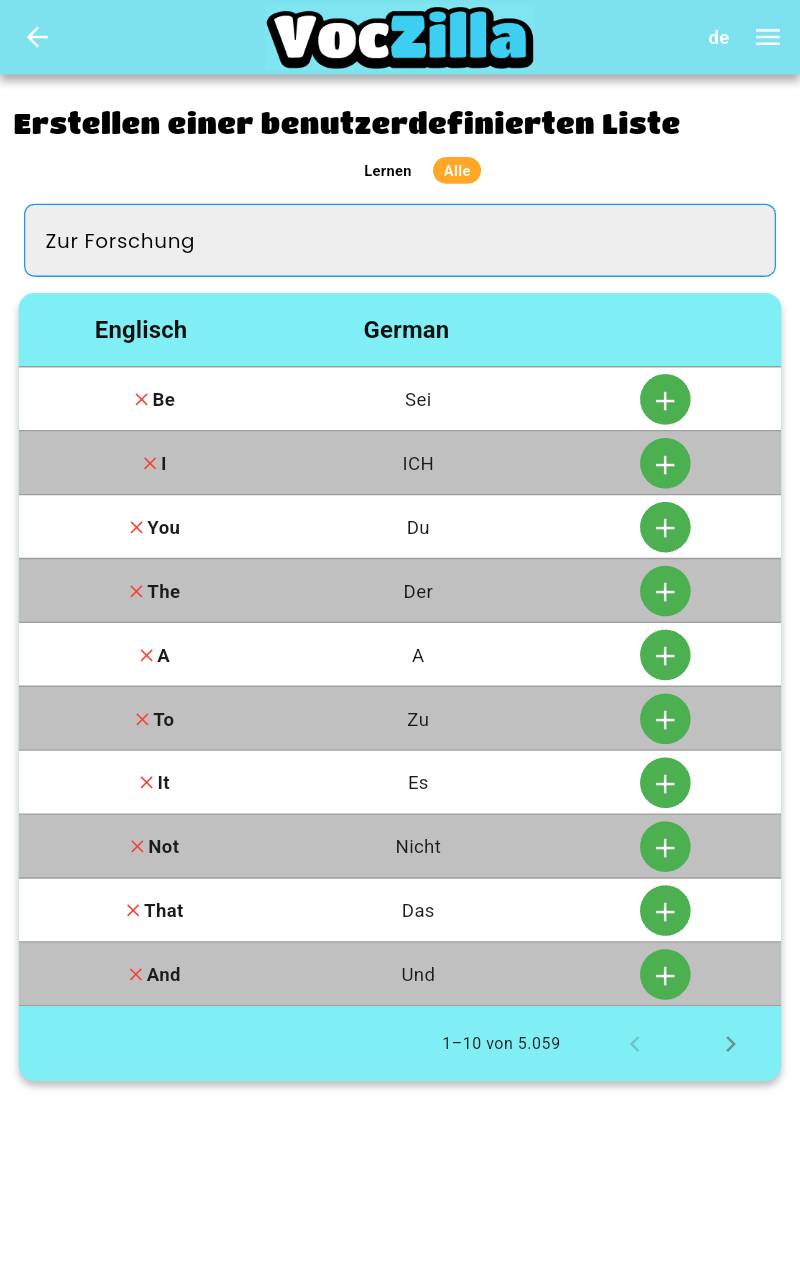 VocZilla
de
Erstellen einer benutzerdefinierten Liste
Lernen Alle
Zur Forschung
Englisch German
Be Sei
I ICH
You Du
The Der
A A
To Zu
It Es
Not Nicht
That Das
And Und
1–10 von 5.059